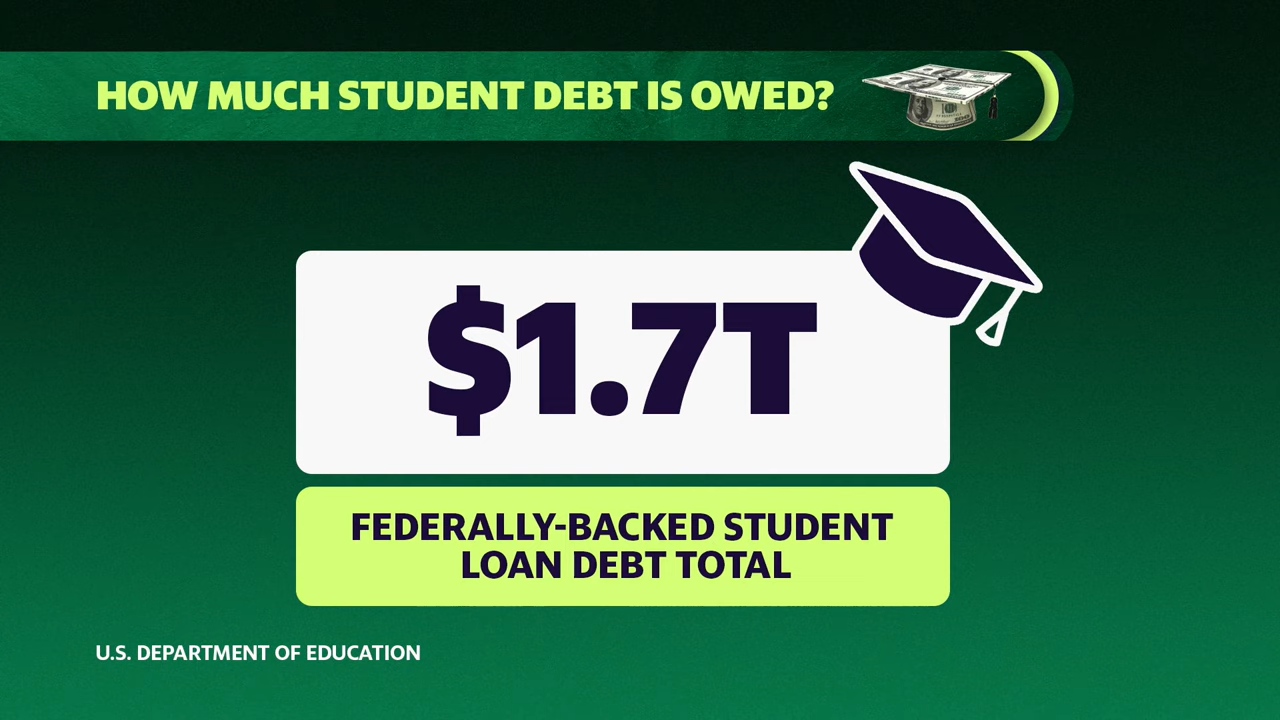 HOW MUCH STUDENT DEBT IS OWED?
$1.7T
FEDERALLY-BACKED STUDENT
LOAN DEBT TOTAL
U.S. DEPARTMENT OF EDUCATION